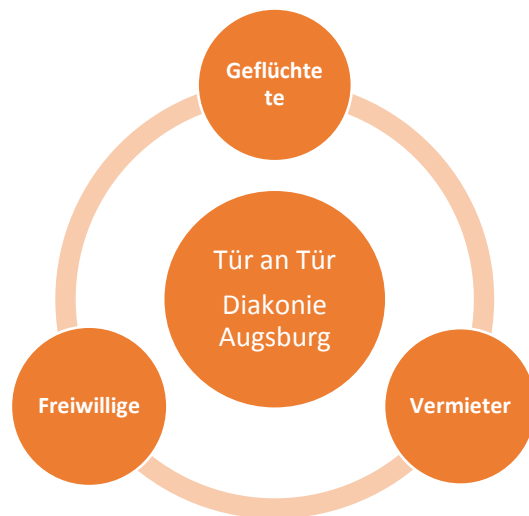 Geflüchte
te
Tür an Tür
Diakonie
Augsburg
Freiwillige
Vermieter